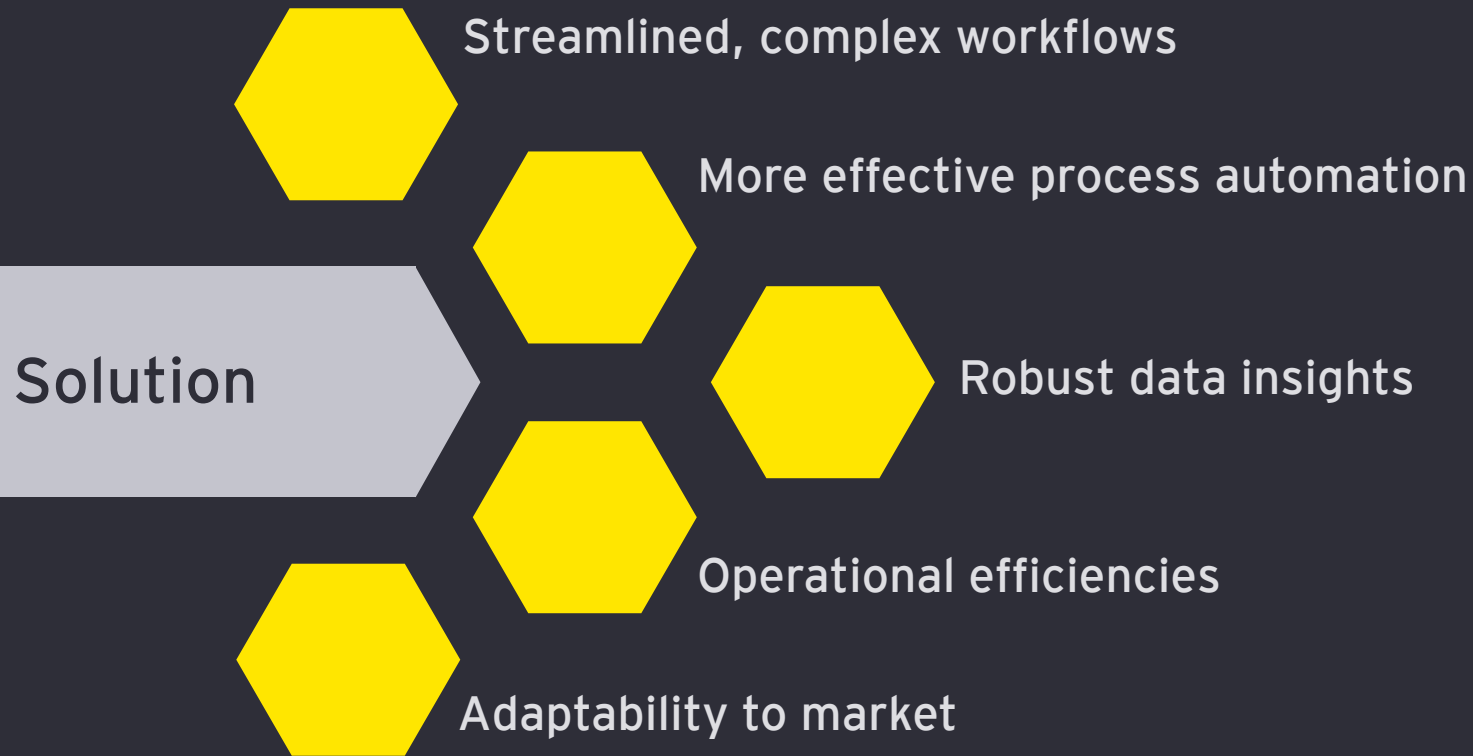 Streamlined, complex workflows
More effective process automation
Solution
Robust data insights
Operational efficiencies
Adaptability to market